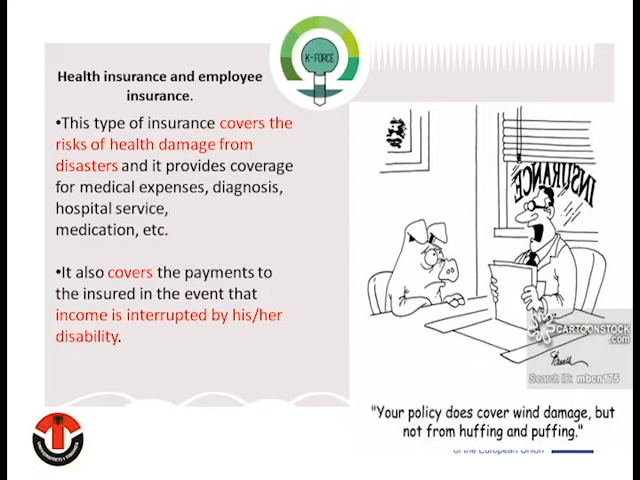 K-FORCE
Health insurance and employee
insurance.
•This type of insurance covers the
risks of health damage from
disasters and it provides coverage
for medical expenses, diagnosis,
hospital service,
medication, etc.
•It also covers the payments to
the insured in the event that
income is interrupted by his/her
disability.
INSURANCE
CARTOONSTOCK
.com
Search ID: mbcn175
"Your policy does cover wind damage, but
not from huffing and puffing."
of the European Union